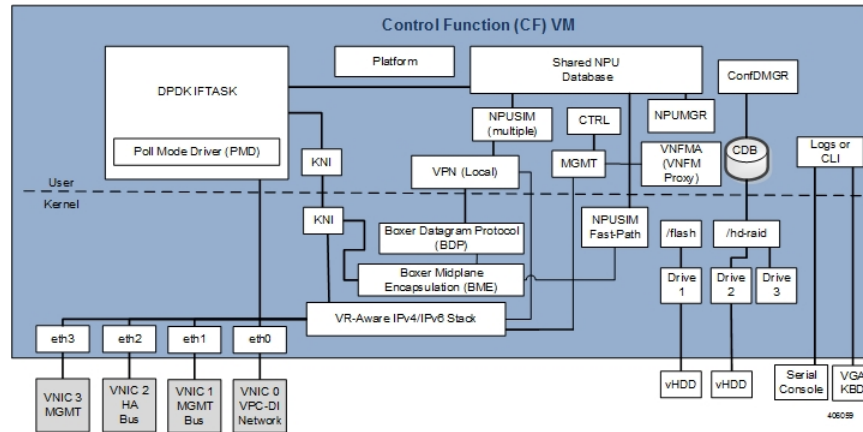 Control Function (CF) VM
DPDK IFTASK
Poll Mode Driver (PMD)
Platform
Shared NPU
Database
ConfDMGR
NPUSIM
(multiple)
CTRL
NPUMGR
KNI
VPN (Local)
MGMT
VNFMA
(VNFM
Proxy)
CDB
Logs or
CLI
User
Kernel
KNI
Boxer Datagram Protocol
(BDP)
NPUSIM
Fast-Path
/flash
/hd-raid
Boxer Midplane
Encapsulation (BME)
Drive
1
Drive
2
Drive
3
VR-Aware IPv4/IPv6 Stack
eth3
eth2
eth1
eth0
VNIC 3
MGMT
VNIC 2
HA
Bus
VNIC 1
MGMT
Bus
VNIC 0
VPC-DI
Network
vHDD
vHDD
Serial
Console
VGA
KBD
406059